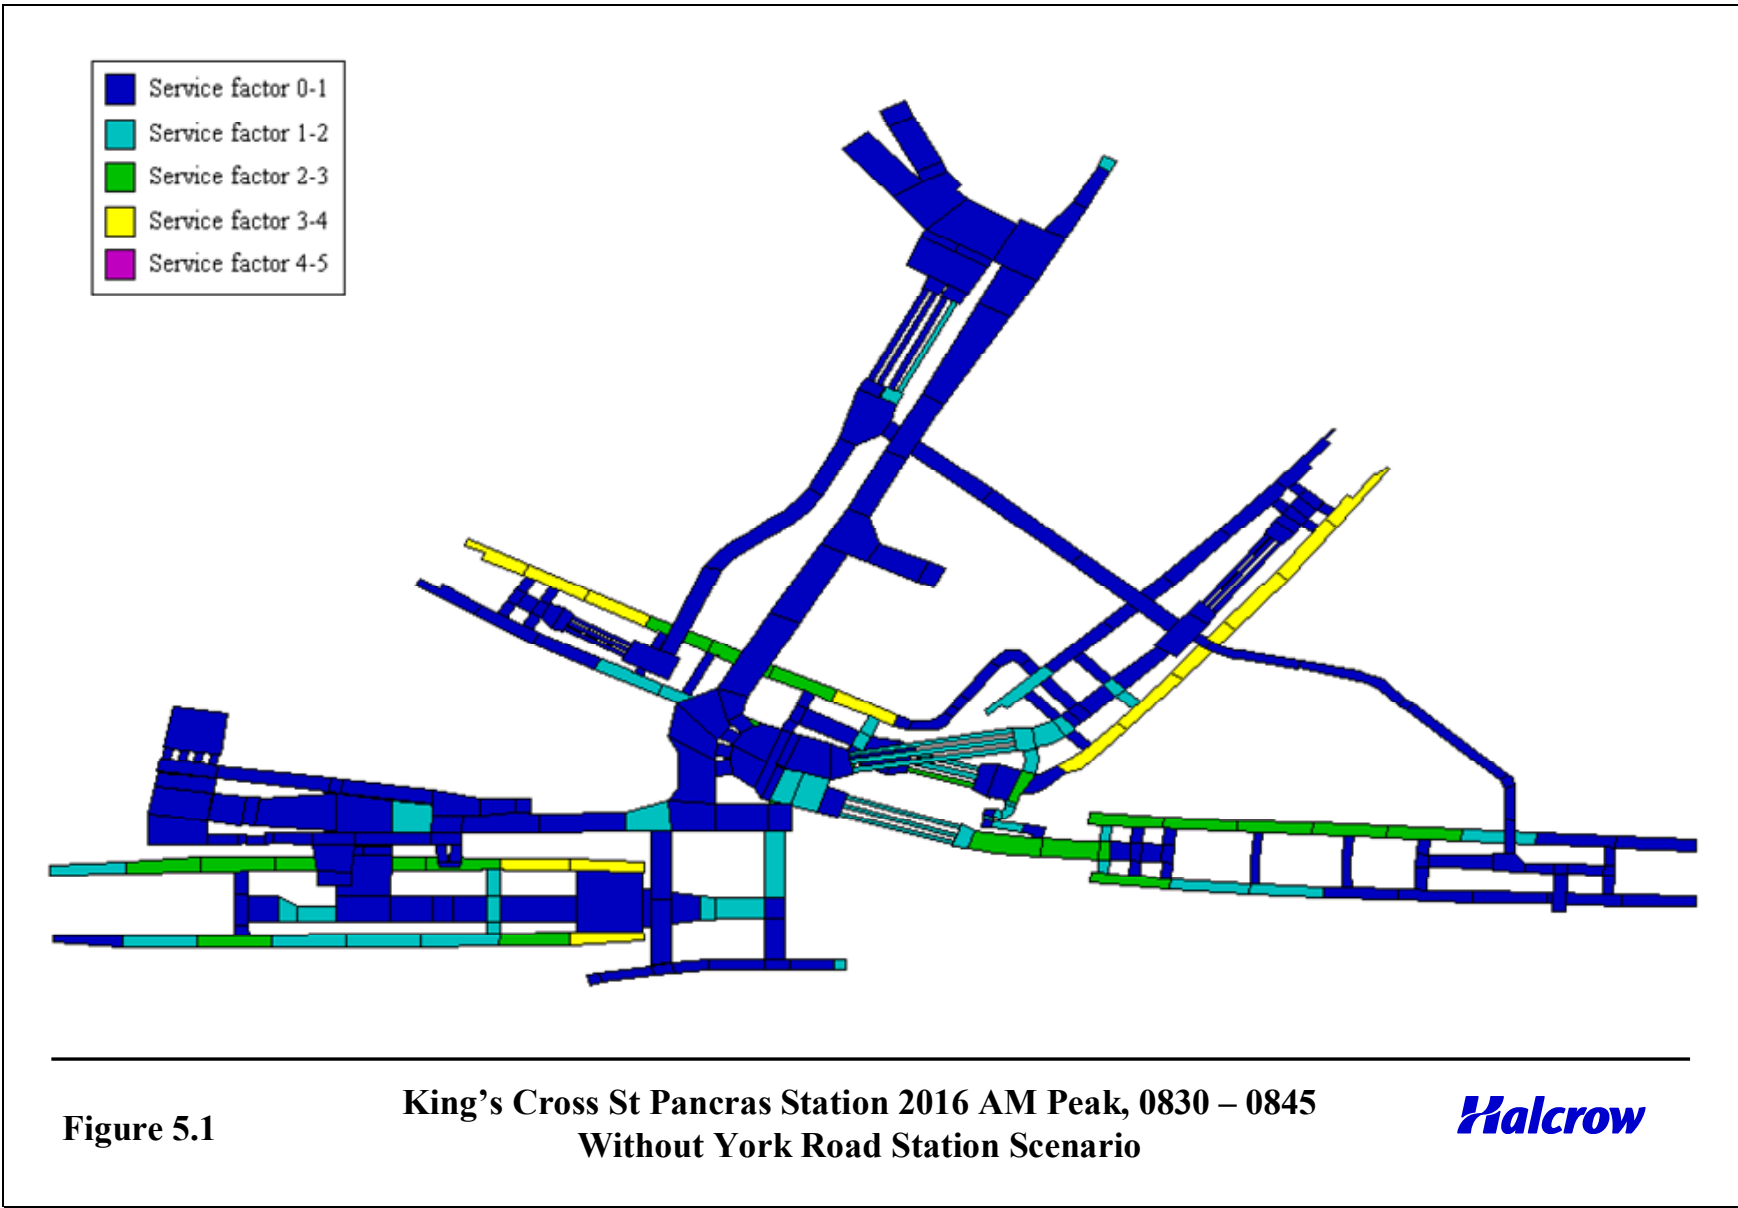 Service factor 0-1
Service factor 1-2
Service factor 2-3
Service factor 3-4
Service factor 4-5
Figure 5.1
King’s Cross St Pancras Station 2016 AM Peak, 0830 – 0845
Without York Road Station Scenario
Halcrow